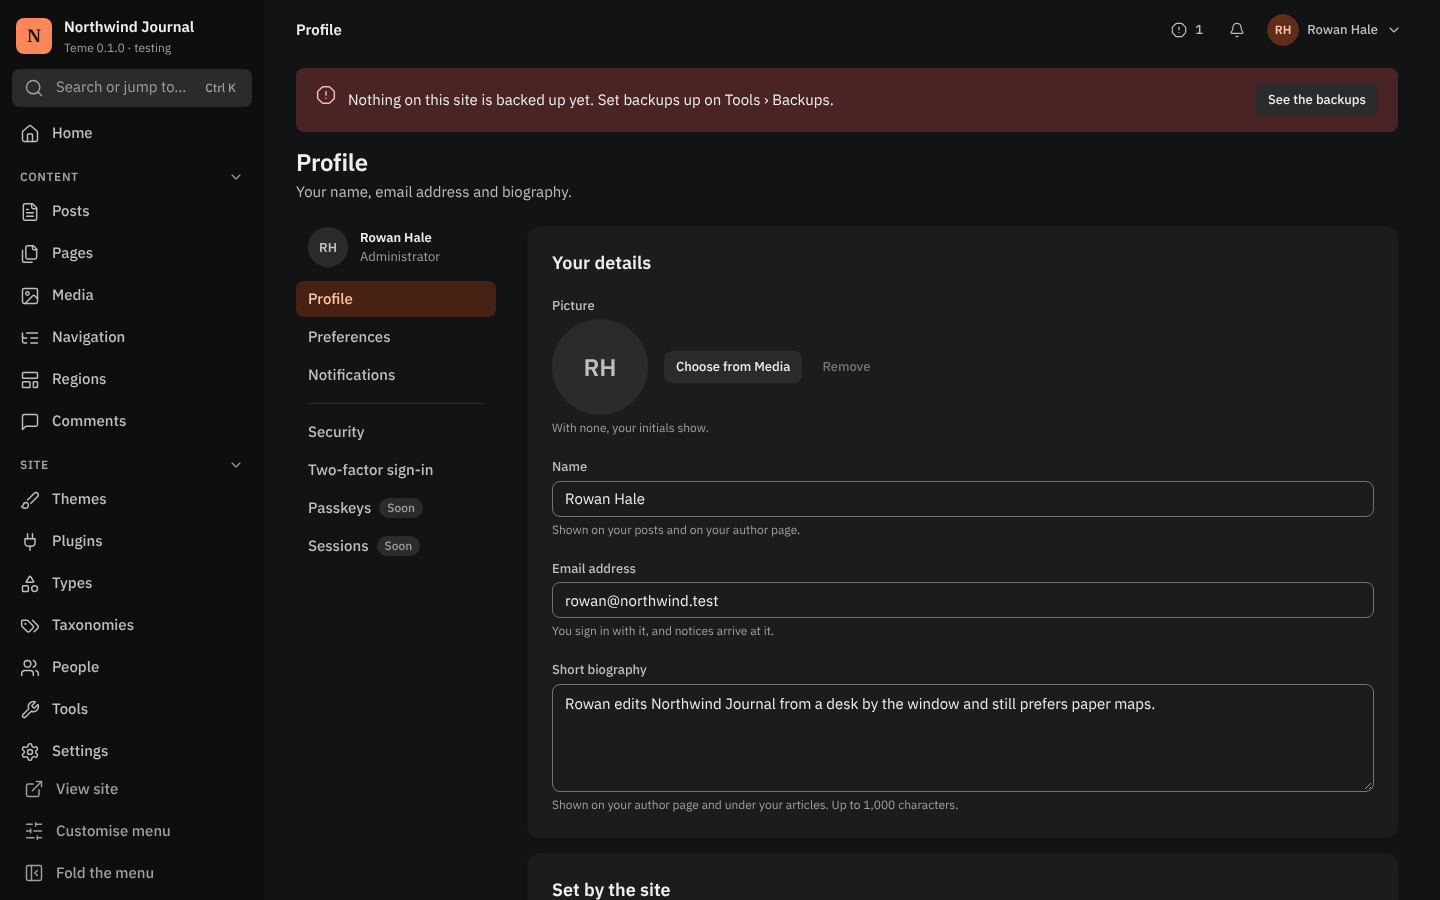 N
Northwind Journal
Teme 0.1.0 · testing
Search or jump to...
Ctrl K
Home
CONTENT
Posts
Pages
Media
Navigation
Regions
Comments
SITE
Themes
Plugins
Types
Taxonomies
People
Tools
Settings
View site
Customise menu
Fold the menu
Profile
1
RH
Rowan Hale
Nothing on this site is backed up yet. Set backups up on Tools › Backups.
See the backups
Profile
Your name, email address and biography.
RH
Rowan Hale
Administrator
Profile
Preferences
Notifications
Security
Two-factor sign-in
Passkeys Soon
Sessions Soon
Your details
Picture
RH
Choose from Media
Remove
With none, your initials show.
Name
Rowan Hale
Shown on your posts and on your author page.
Email address
rowan@northwind.test
You sign in with it, and notices arrive at it.
Short biography
Rowan edits Northwind Journal from a desk by the window and still prefers paper maps.
Shown on your author page and under your articles. Up to 1,000 characters.
Set by the site